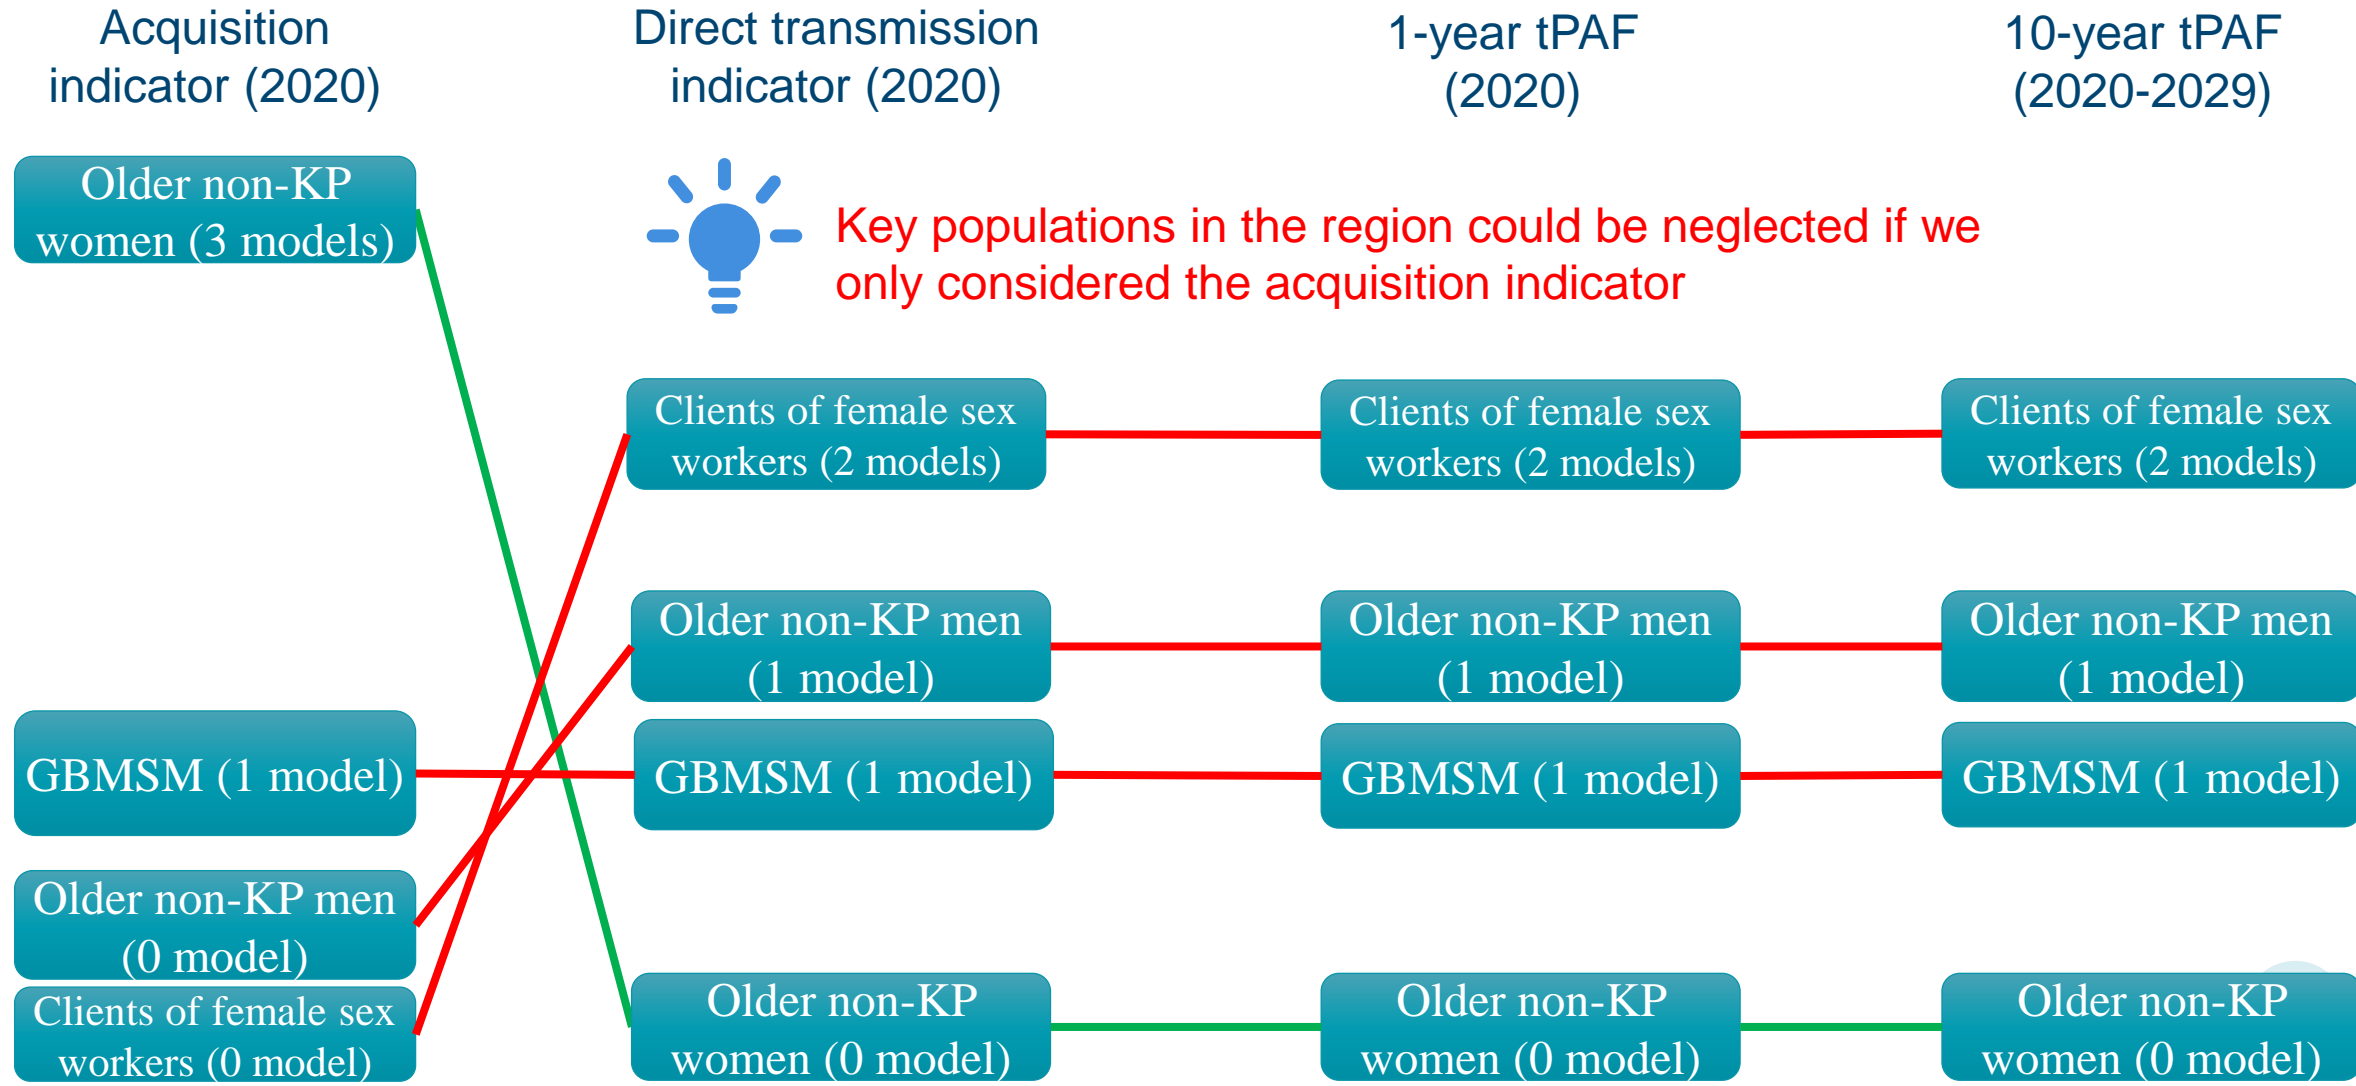 Acquisition
indicator (2020)
Direct transmission
indicator (2020)
1-year tPAF
(2020)
10-year tPAF
(2020-2029)
Key populations in the region could be neglected if we
only considered the acquisition indicator
Older non-KP
women (3 models)
GBMSM (1 model)
Older non-KP men
(0 model)
Clients of female sex
workers (0 model)
Clients of female sex
workers (2 models)
Older non-KP men
(1 model)
GBMSM (1 model)
Older non-KP
women (0 model)
Clients of female sex
workers (2 models)
Older non-KP men
(1 model)
GBMSM (1 model)
Older non-KP
women (0 model)
Clients of female sex
workers (2 models)
Older non-KP men
(1 model)
GBMSM (1 model)
Older non-KP
women (0 model)